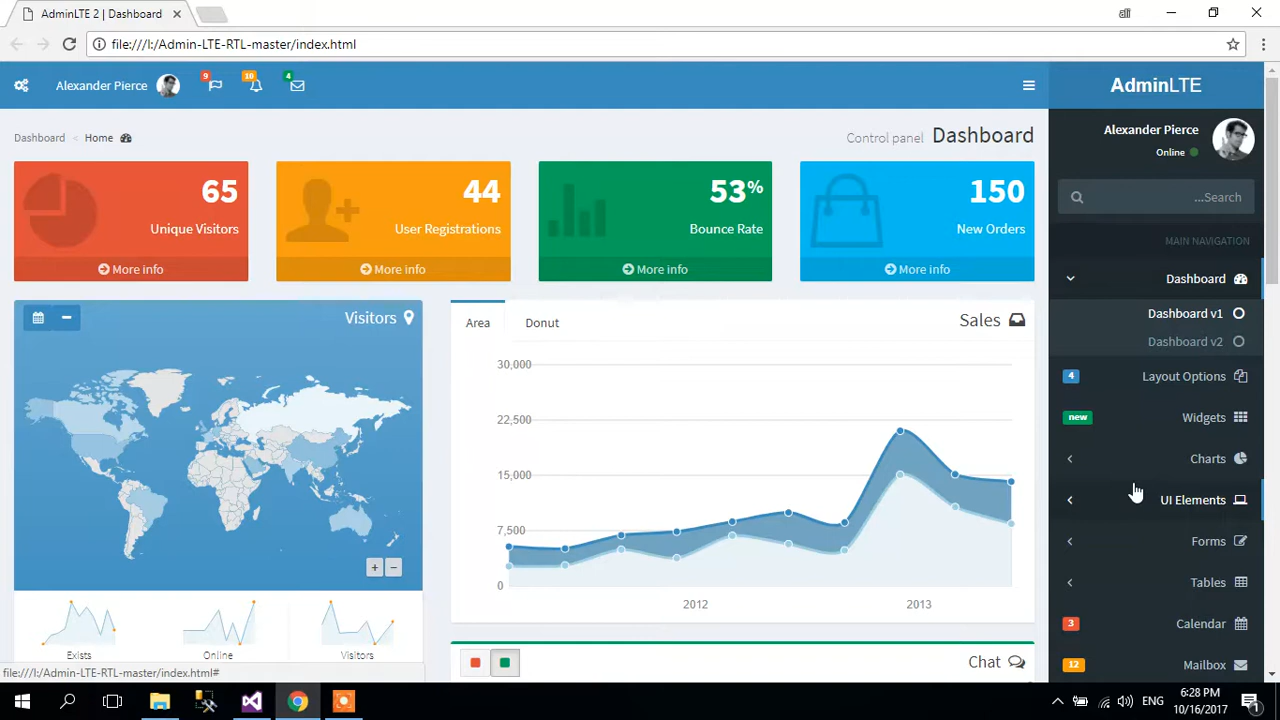 AdminLTE 2 | Dashboard
file:///I:/Admin-LTE-RTL-master/index.html
Alexander Pierce
9
10
4
AdminLTE
Dashboard < Home
Control panel Dashboard
Alexander Pierce
Online
...Search
65
Unique Visitors
More info
44
User Registrations
More info
53%
Bounce Rate
More info
150
New Orders
More info
MAIN NAVIGATION
Dashboard
Dashboard v1
Dashboard v2
4 Layout Options
new Widgets
Charts
UI Elements
Forms
Tables
3 Calendar
12 Mailbox
Visitors
Exists
Online
Visitors
Area
Donut
Sales
30,000
22,500
15,000
7,500
0
2012
2013
Chat
file:///I:/Admin-LTE-RTL-master/index.html#
ENG
6:28 PM
10/16/2017
1